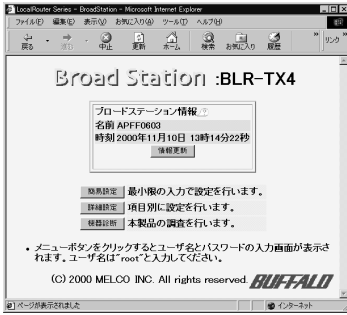 LocalRouter Series - BroadStation - Microsoft Internet Explorer
ファイル(F) 編集(E) 表示(V) お気に入り(A) ツール(T) ヘルプ(H)
戻る 進む 中止 更新 ホーム 検索 お気に入り 履歴 » リンク »
Broad Station :BLR-TX4
ブロードステーション情報 ?
名前 APFF0603
時刻 2000年11月10日 13時14分22秒
情報更新
簡易設定 最小限の入力で設定を行います。
詳細設定 項目別に設定を行います。
機器診断 本製品の調査を行います。
• メニューボタンをクリックするとユーザ名とパスワードの入力画面が表示さ
れます。ユーザ名は"root"と入力してください。
(C) 2000 MELCO INC. All rights reserved. BUFFALO
ページが表示されました インターネット